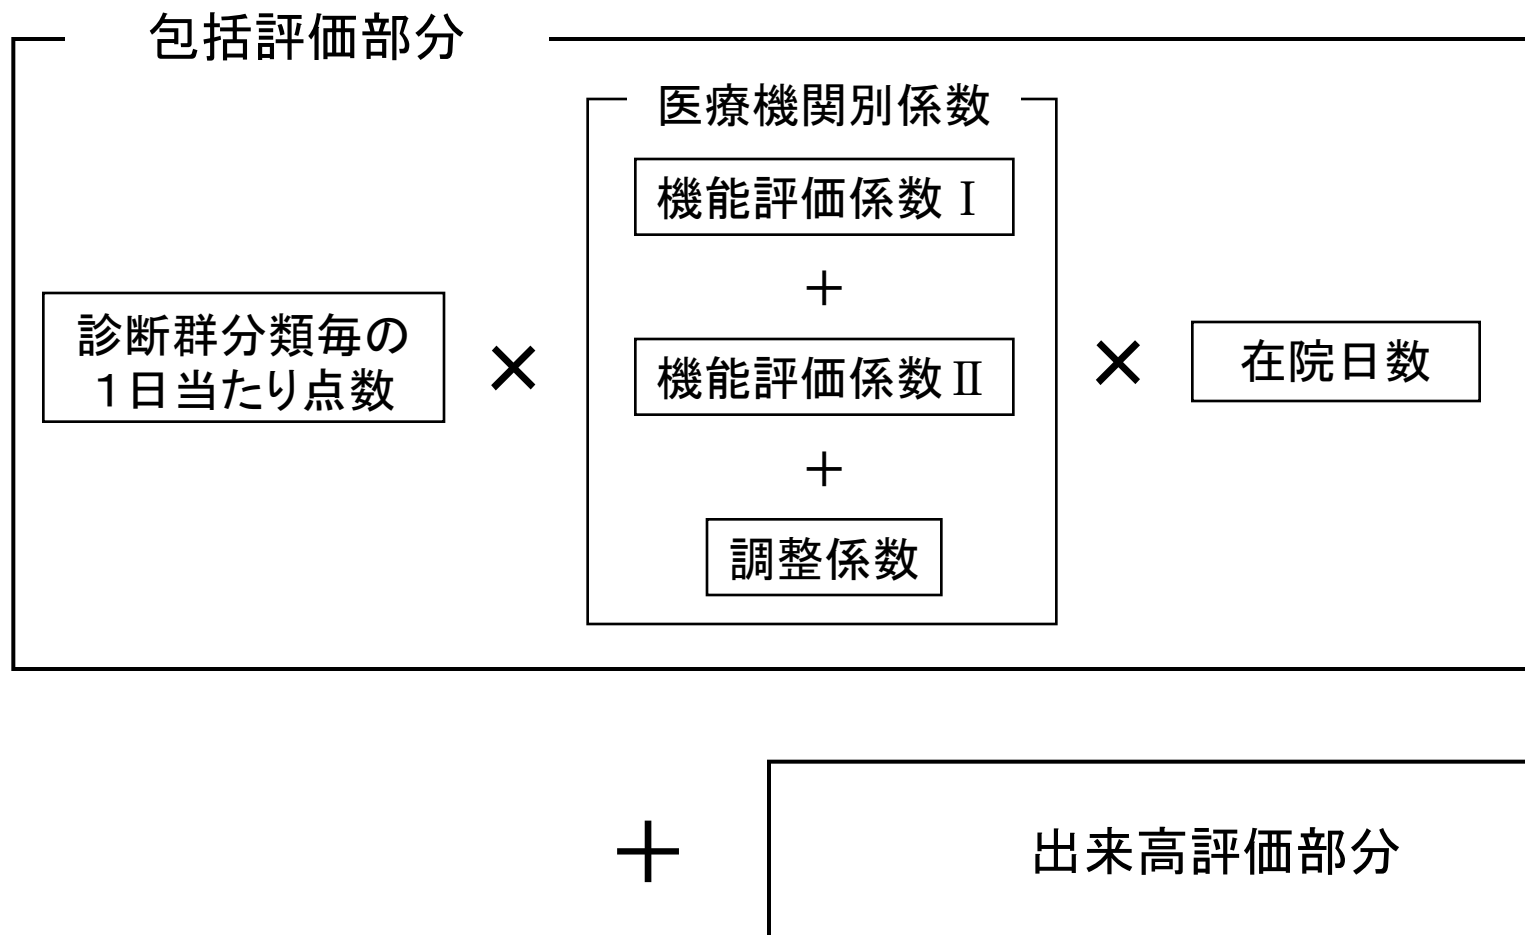 包括評価部分
医療機関別係数
機能評価係数Ⅰ
＋
機能評価係数Ⅱ
＋
調整係数
診断群分類毎の
１日当たり点数
×
×
在院日数
＋
出来高評価部分